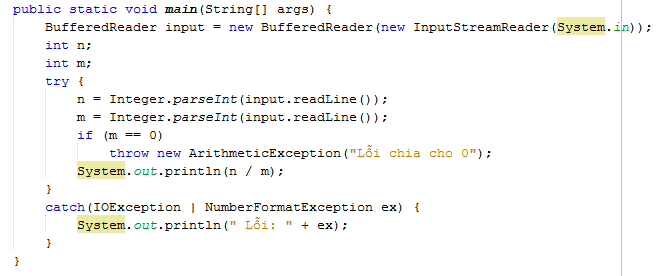 public static void main(String[] args) {
    BufferedReader input = new BufferedReader(new InputStreamReader(System.in));
    int n;
    int m;
    try {
        n = Integer.parseInt(input.readLine());
        m = Integer.parseInt(input.readLine());
        if (m == 0)
            throw new ArithmeticException("Lỗi chia cho 0");
        System.out.println(n / m);
    }
    catch(IOException | NumberFormatException ex) {
        System.out.println(" Lỗi: " + ex);
    }
}